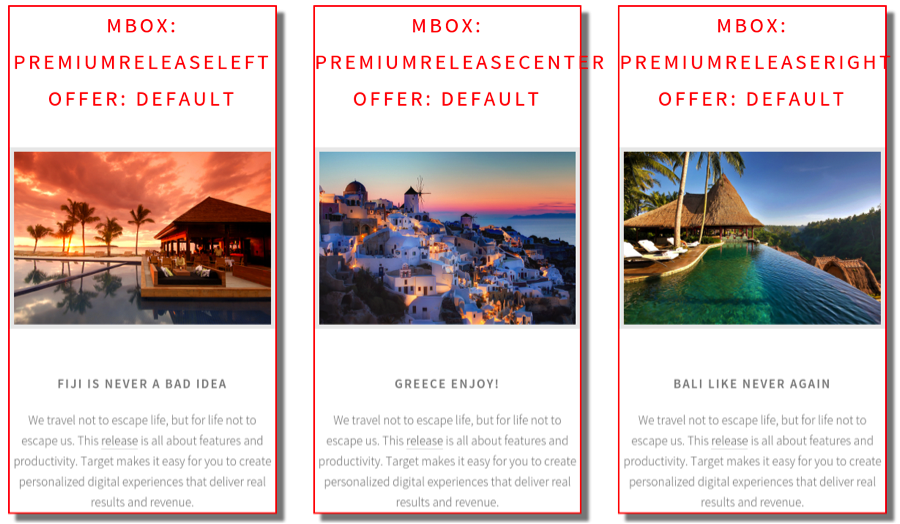 MBOX:
PREMIUMRELEASELEFT
OFFER: DEFAULT
FIJI IS NEVER A BAD IDEA
We travel not to escape life, but for life not to
escape us. This release is all about features and
productivity. Target makes it easy for you to create
personalized digital experiences that deliver real
results and revenue.
MBOX:
PREMIUMRELEASECENTER
OFFER: DEFAULT
GREECE ENJOY!
We travel not to escape life, but for life not to
escape us. This release is all about features and
productivity. Target makes it easy for you to create
personalized digital experiences that deliver real
results and revenue.
MBOX:
PREMIUMRELEASERIGHT
OFFER: DEFAULT
BALI LIKE NEVER AGAIN
We travel not to escape life, but for life not to
escape us. This release is all about features and
productivity. Target makes it easy for you to create
personalized digital experiences that deliver real
results and revenue.